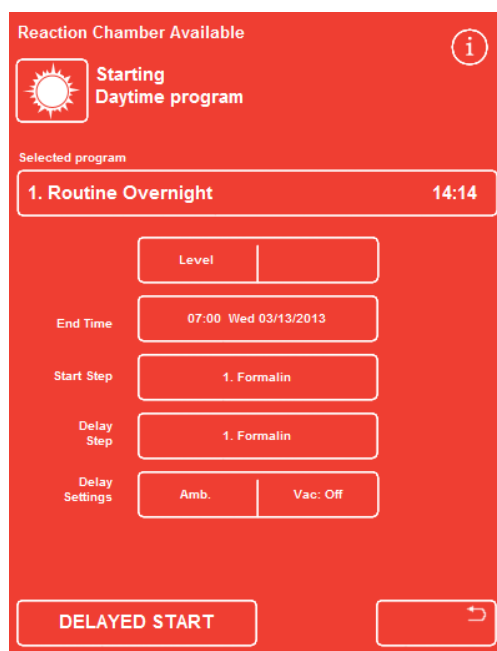 Reaction Chamber Available
i
Starting
Daytime program
Selected program
1. Routine Overnight 14:14
Level
End Time 07:00 Wed 03/13/2013
Start Step 1. Formalin
Delay
Step 1. Formalin
Delay
Settings Amb. Vac: Off
DELAYED START